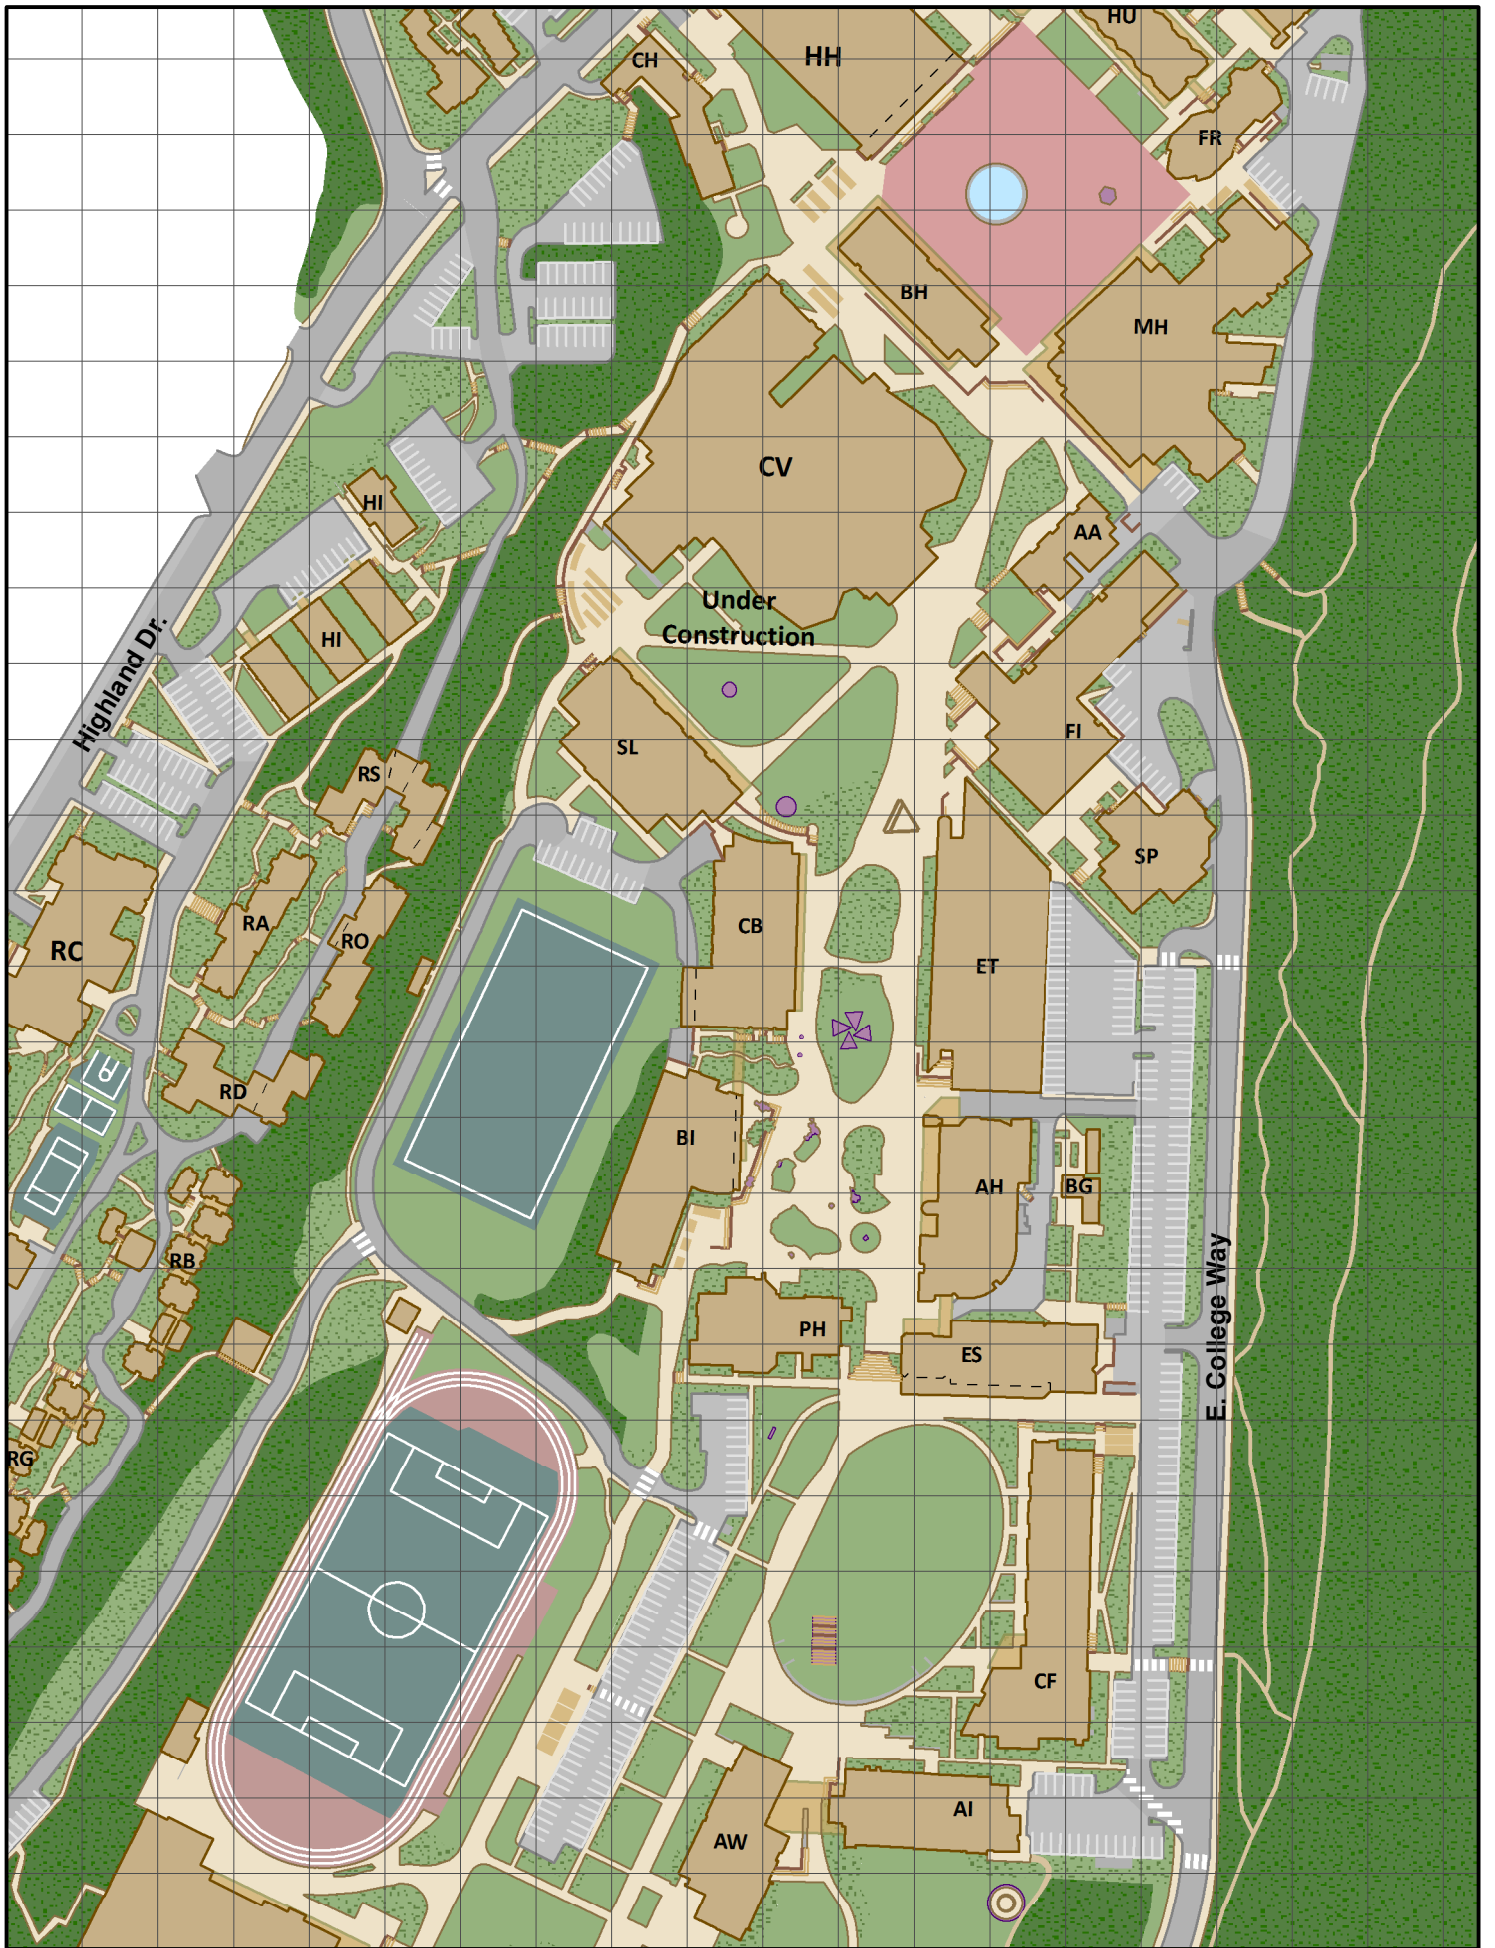 HU
HH
CH
FR
BH
MH
CV
HI
AA
Under
Construction
HI
Highland Dr.
FI
SL
RS
SP
RA
CB
RO
RC
ET
RD
BI
AH
BG
RB
E. College Way
PH
ES
RG
CF
AI
AW